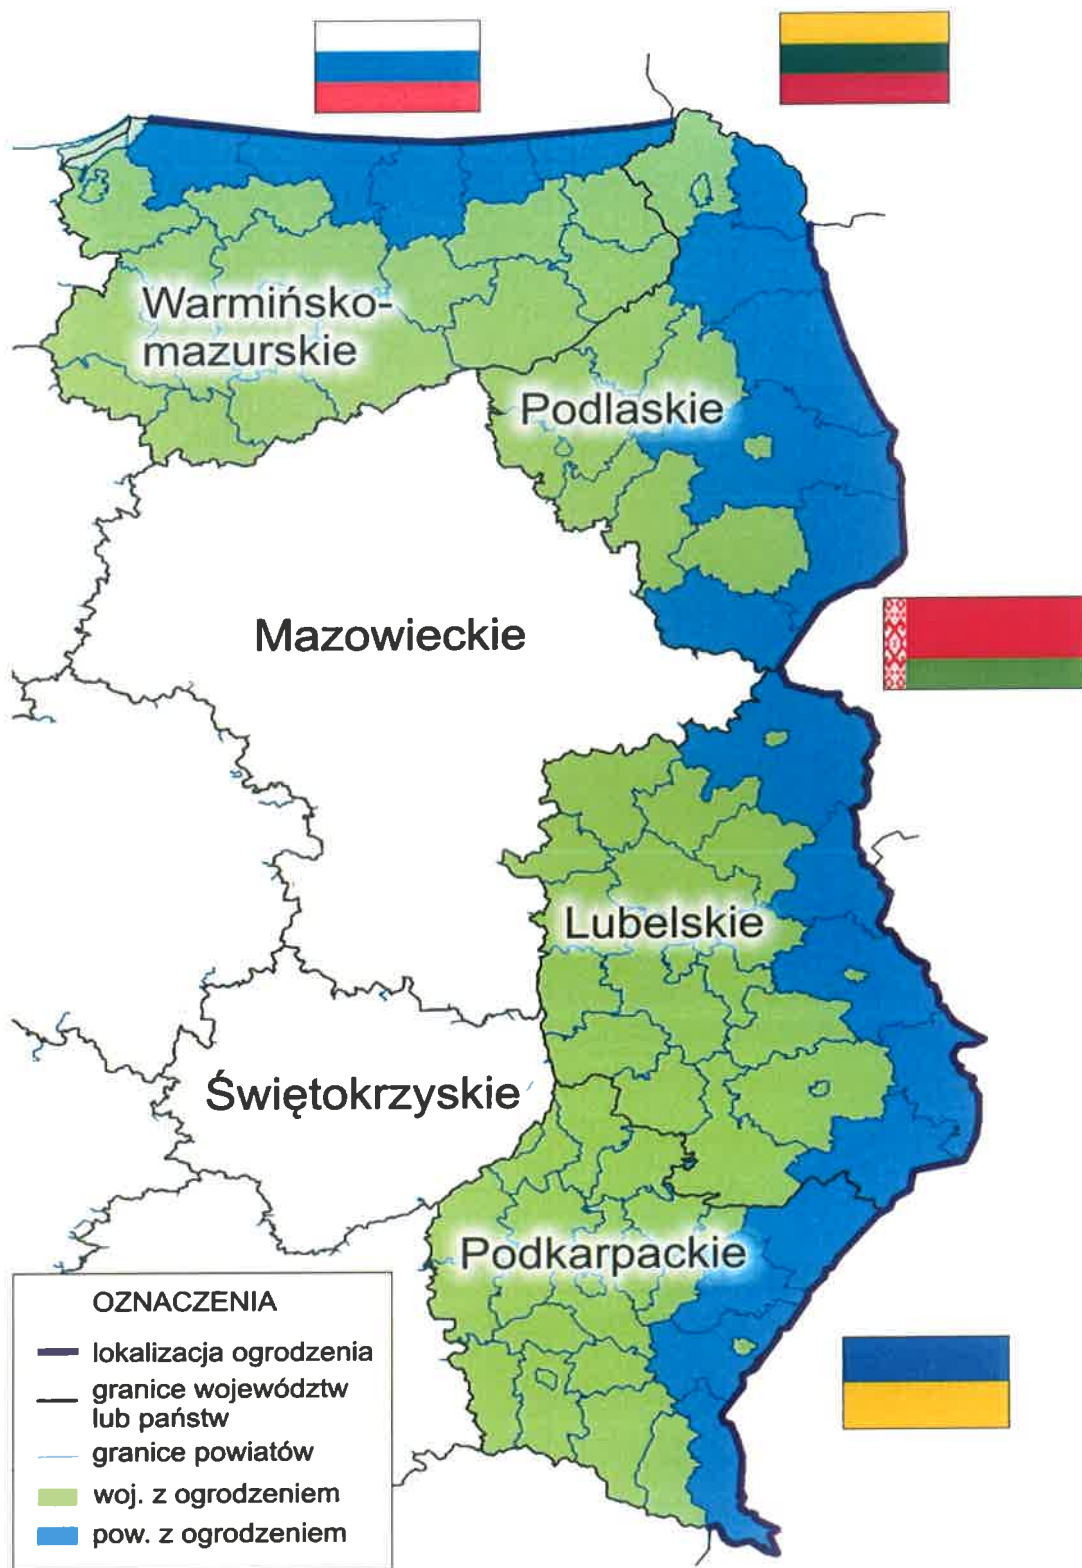 Warmińsko-
mazurskie
Podlaskie
Mazowieckie
Lubelskie
Świętokrzyskie
Podkarpackie
OZNACZENIA
lokalizacja ogrodzenia
granice województw
lub państw
granice powiatów
woj. z ogrodzeniem
pow. z ogrodzeniem